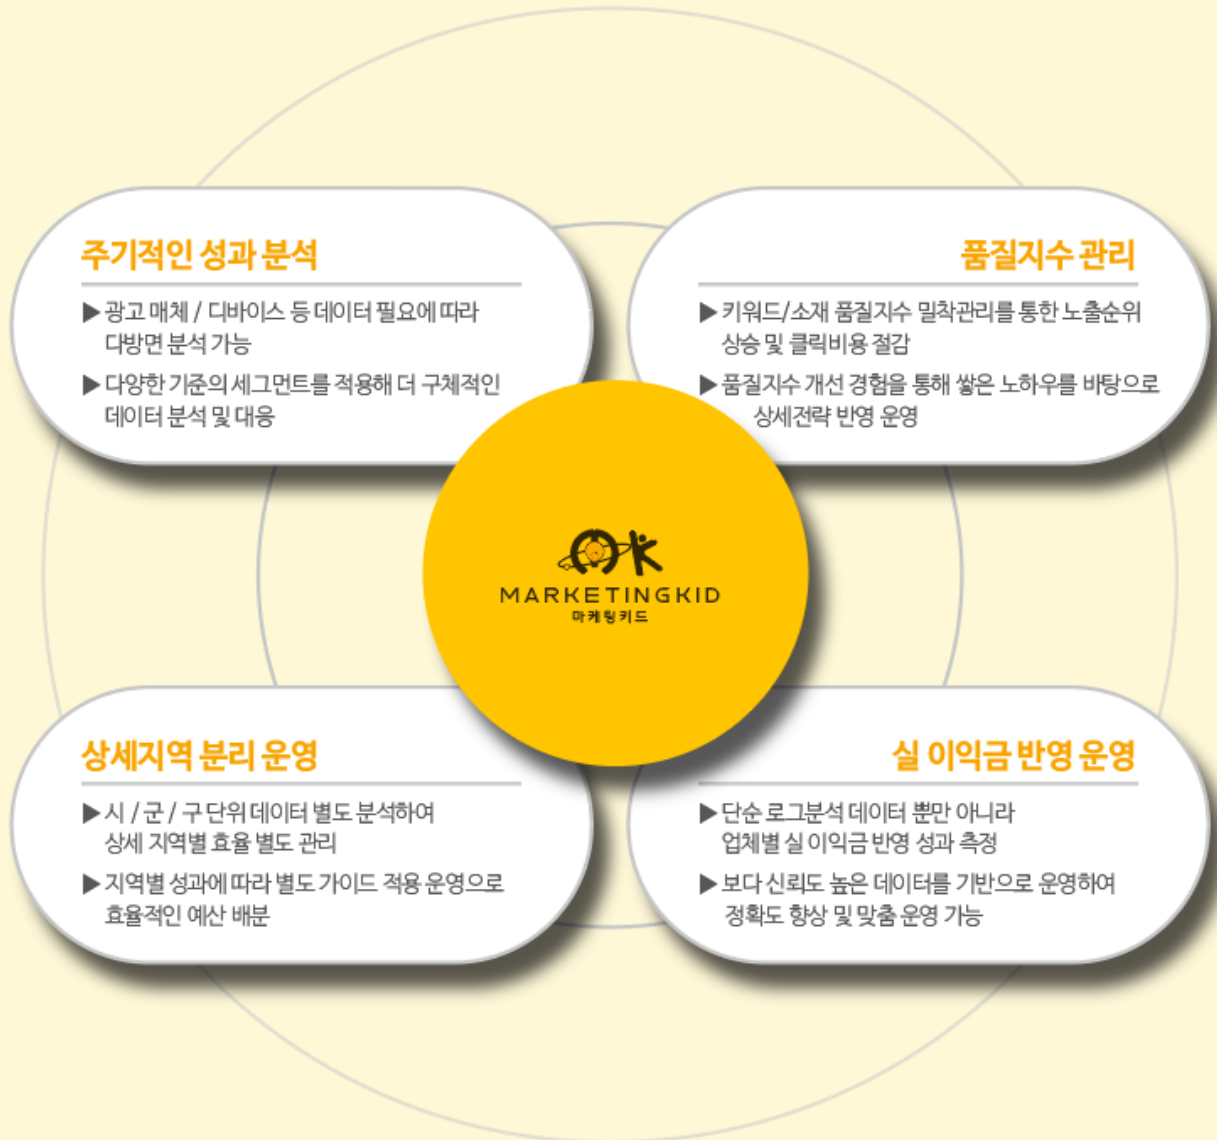 주기적인 성과 분석
▶ 광고 매체 / 디바이스 등 데이터 필요에 따라
다방면 분석 가능
▶ 다양한 기준의 세그먼트를 적용해 더 구체적인
데이터 분석 및 대응
품질지수 관리
▶ 키워드/소재 품질지수 밀착관리를 통한 노출순위
상승 및 클릭비용 절감
▶ 품질지수 개선 경험을 통해 쌓은 노하우를 바탕으로
상세전략 반영 운영
MK
MARKETINGKID
마케팅키드
상세지역 분리 운영
▶ 시 / 군 / 구 단위 데이터 별도 분석하여
상세 지역별 효율 별도 관리
▶ 지역별 성과에 따라 별도 가이드 적용 운영으로
효율적인 예산 배분
실 이익금 반영 운영
▶ 단순 로그분석 데이터 뿐만 아니라
업체별 실 이익금 반영 성과 측정
▶ 보다 신뢰도 높은 데이터를 기반으로 운영하여
정확도 향상 및 맞춤 운영 가능